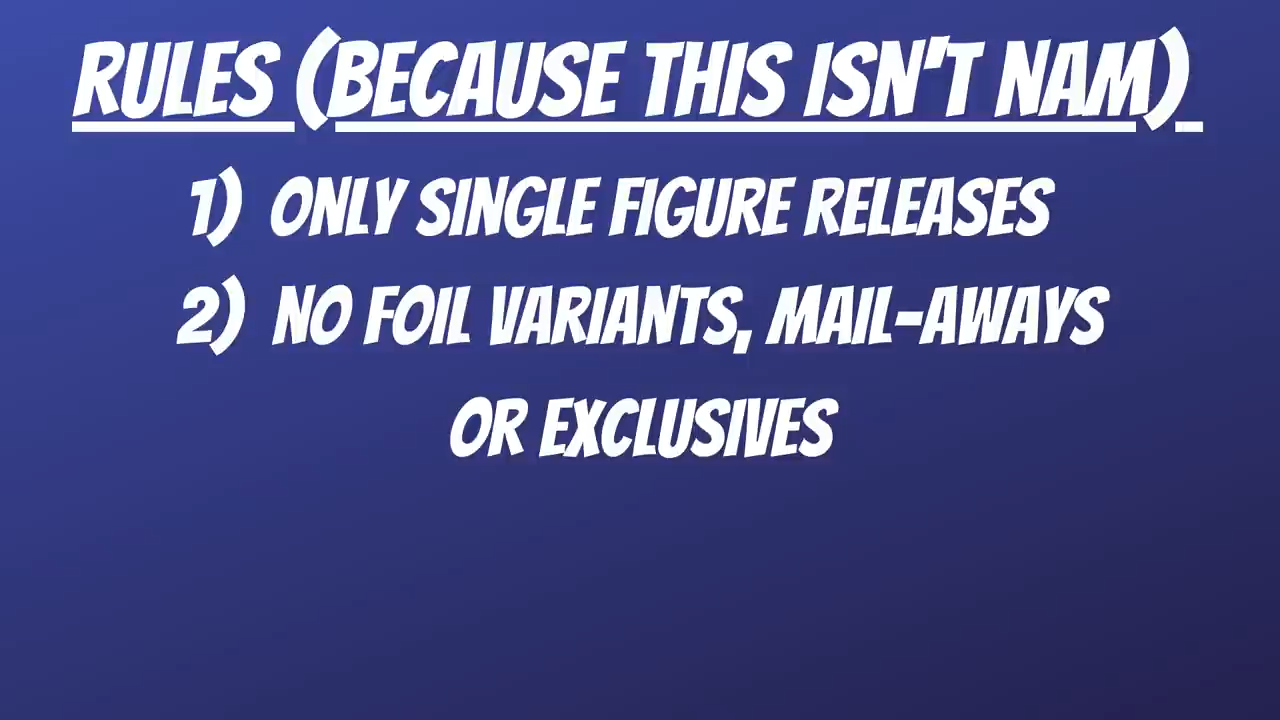 RULES (BECAUSE THIS ISN'T NAM)
1) ONLY SINGLE FIGURE RELEASES
2) NO FOIL VARIANTS, MAIL-AWAYS
OR EXCLUSIVES